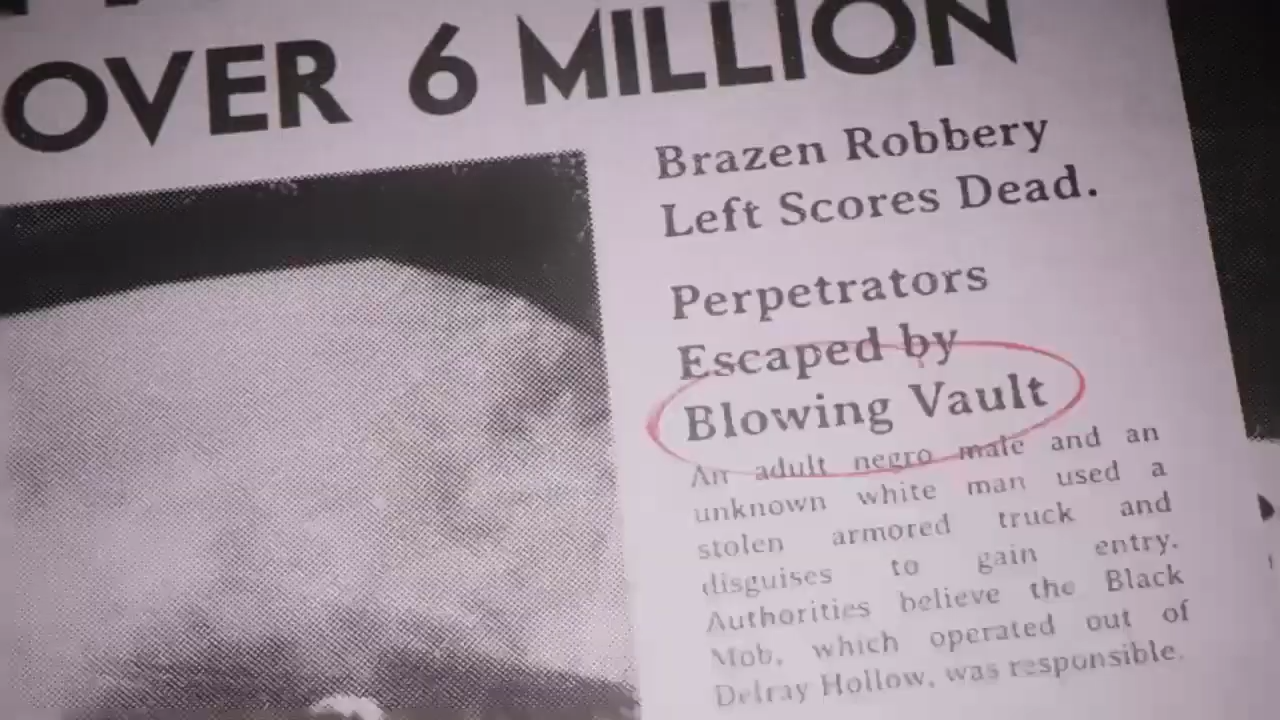 OVER 6 MILLION
Brazen Robbery
Left Scores Dead.
Perpetrators
Escaped by
Blowing Vault
An adult negro male and an
unknown white man used a
stolen armored truck and
disguises to gain entry.
Authorities believe the Black
Mob, which operated out of
Delray Hollow, was responsible.